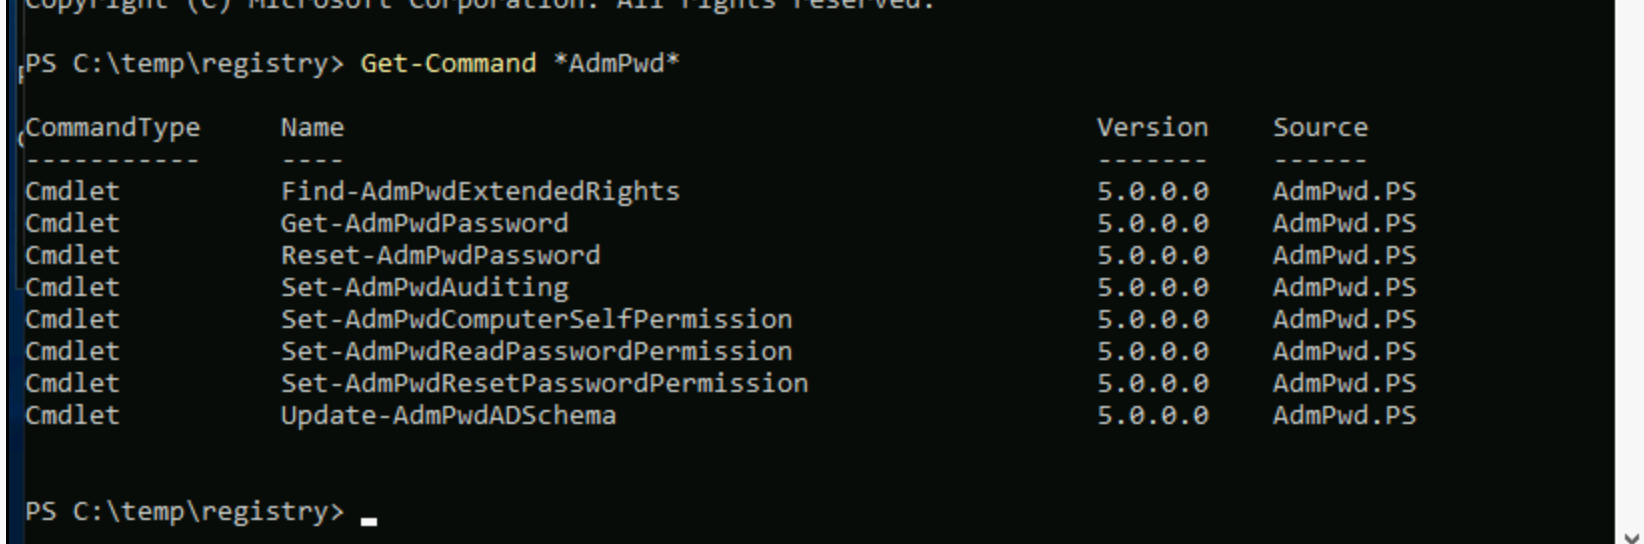 Copyright (C) Microsoft Corporation. All rights reserved.
PS C:\temp\registry> Get-Command *AdmPwd*
CommandType     Name                                               Version    Source
-----------     ----                                               -------    ------
Cmdlet          Find-AdmPwdExtendedRights                          5.0.0.0    AdmPwd.PS
Cmdlet          Get-AdmPwdPassword                                 5.0.0.0    AdmPwd.PS
Cmdlet          Reset-AdmPwdPassword                               5.0.0.0    AdmPwd.PS
Cmdlet          Set-AdmPwdAuditing                                 5.0.0.0    AdmPwd.PS
Cmdlet          Set-AdmPwdComputerSelfPermission                   5.0.0.0    AdmPwd.PS
Cmdlet          Set-AdmPwdReadPasswordPermission                   5.0.0.0    AdmPwd.PS
Cmdlet          Set-AdmPwdResetPasswordPermission                  5.0.0.0    AdmPwd.PS
Cmdlet          Update-AdmPwdADSchema                              5.0.0.0    AdmPwd.PS
PS C:\temp\registry>